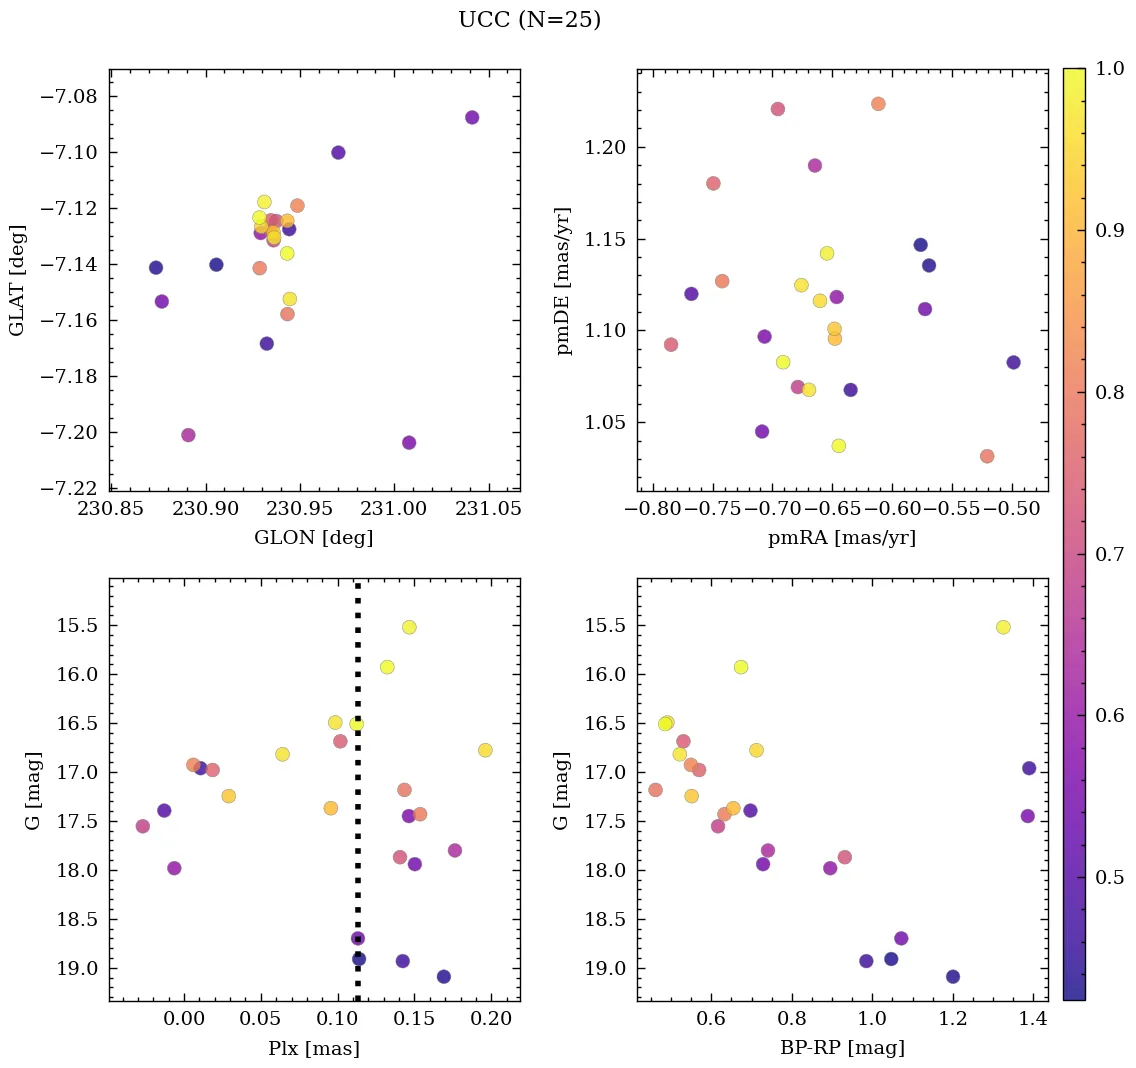 UCC (N=25)
−7.08
−7.10
−7.12
−7.14
−7.16
−7.18
−7.20
−7.22
GLAT [deg]
230.85 230.90 230.95 231.00 231.05
GLON [deg]
1.20
1.15
1.10
1.05
pmDE [mas/yr]
−0.80 −0.75 −0.70 −0.65 −0.60 −0.55 −0.50
pmRA [mas/yr]
15.5
16.0
16.5
17.0
17.5
18.0
18.5
19.0
G [mag]
0.00 0.05 0.10 0.15 0.20
Plx [mas]
15.5
16.0
16.5
17.0
17.5
18.0
18.5
19.0
G [mag]
0.6 0.8 1.0 1.2 1.4
BP-RP [mag]
1.0
0.9
0.8
0.7
0.6
0.5